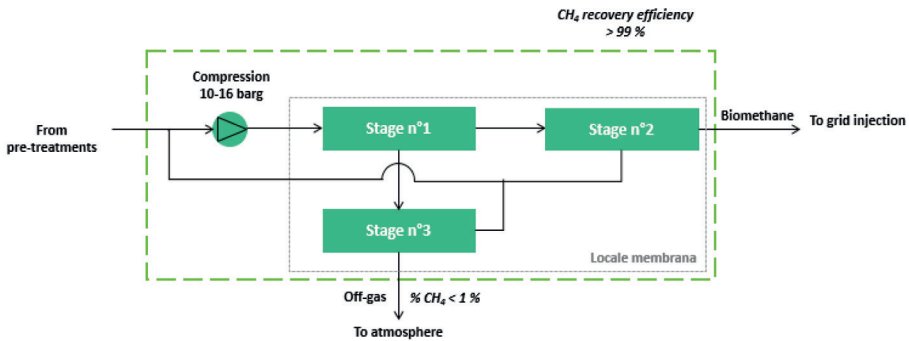 CH₄ recovery efficiency
> 99 %
Compression
10-16 barg
From
pre-treatments
Stage n°1
Stage n°2
Biomethane
To grid injection
Stage n°3
Locale membrana
Off-gas
% CH₄ < 1 %
To atmosphere